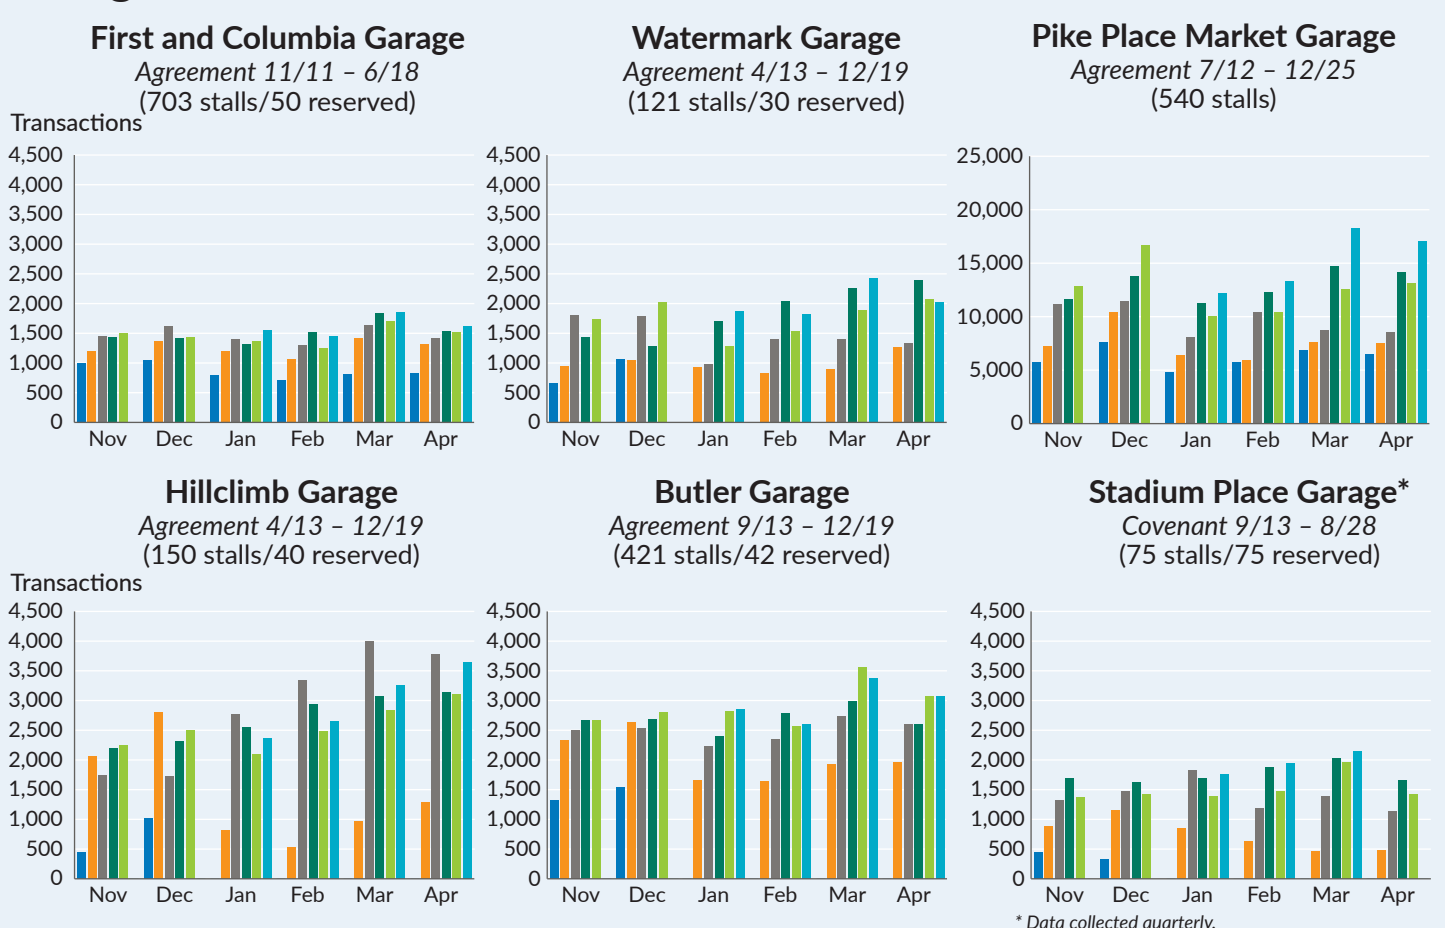 First and Columbia Garage
Agreement 11/11 – 6/18
(703 stalls/50 reserved)
Transactions
4,500
4,000
3,500
3,000
2,500
2,000
1,500
1,000
500
0
Nov Dec Jan Feb Mar Apr
Watermark Garage
Agreement 4/13 – 12/19
(121 stalls/30 reserved)
4,500
4,000
3,500
3,000
2,500
2,000
1,500
1,000
500
0
Nov Dec Jan Feb Mar Apr
Pike Place Market Garage
Agreement 7/12 – 12/25
(540 stalls)
25,000
20,000
15,000
10,000
5,000
0
Nov Dec Jan Feb Mar Apr
Hillclimb Garage
Agreement 4/13 – 12/19
(150 stalls/40 reserved)
Transactions
4,500
4,000
3,500
3,000
2,500
2,000
1,500
1,000
500
0
Nov Dec Jan Feb Mar Apr
Butler Garage
Agreement 9/13 – 12/19
(421 stalls/42 reserved)
4,500
4,000
3,500
3,000
2,500
2,000
1,500
1,000
500
0
Nov Dec Jan Feb Mar Apr
Stadium Place Garage*
Covenant 9/13 – 8/28
(75 stalls/75 reserved)
4,500
4,000
3,500
3,000
2,500
2,000
1,500
1,000
500
0
Nov Dec Jan Feb Mar Apr
* Data collected quarterly.